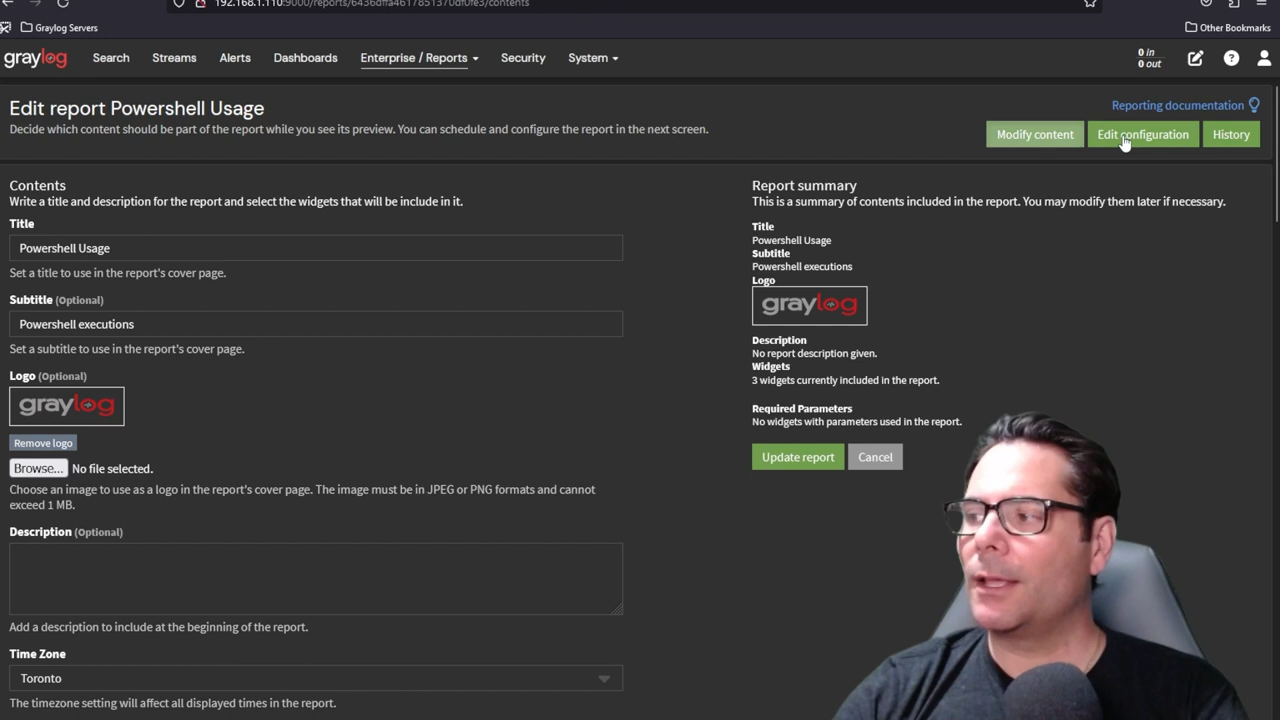 192.168.1.110:9000/reports/6436dffa4617851370df0fe3/contents
Graylog Servers
Other Bookmarks
graylog
Search
Streams
Alerts
Dashboards
Enterprise / Reports
Security
System
0 in
0 out
Edit report Powershell Usage
Reporting documentation
Decide which content should be part of the report while you see its preview. You can schedule and configure the report in the next screen.
Modify content
Edit configuration
History
Contents
Write a title and description for the report and select the widgets that will be include in it.
Title
Powershell Usage
Set a title to use in the report's cover page.
Subtitle (Optional)
Powershell executions
Set a subtitle to use in the report's cover page.
Logo (Optional)
graylog
Remove logo
Browse... No file selected.
Choose an image to use as a logo in the report's cover page. The image must be in JPEG or PNG formats and cannot
exceed 1 MB.
Description (Optional)
Add a description to include at the beginning of the report.
Time Zone
Toronto
The timezone setting will affect all displayed times in the report.
Report summary
This is a summary of contents included in the report. You may modify them later if necessary.
Title
Powershell Usage
Subtitle
Powershell executions
Logo
graylog
Description
No report description given.
Widgets
3 widgets currently included in the report.
Required Parameters
No widgets with parameters used in the report.
Update report
Cancel